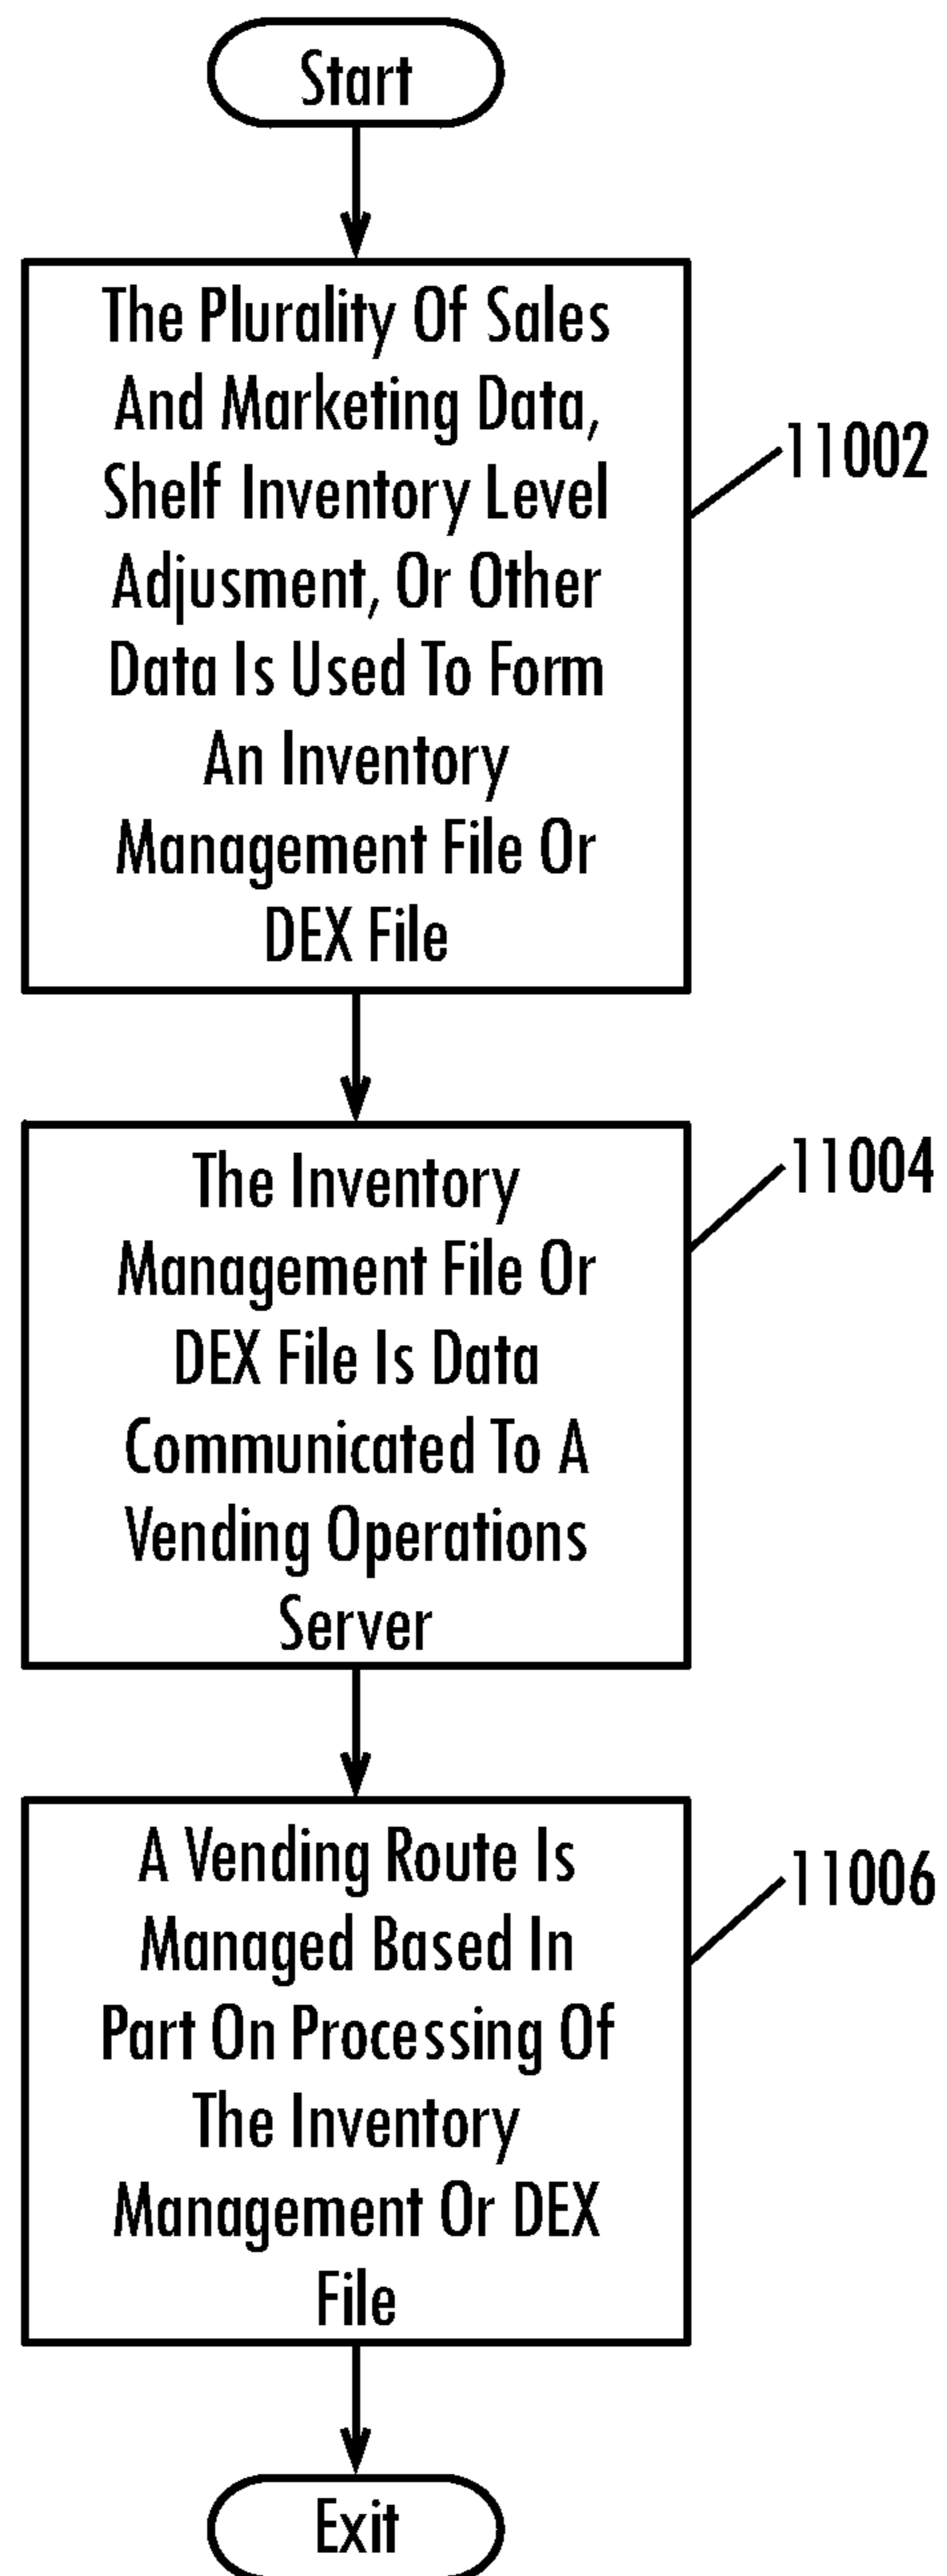 Start
The Plurality Of Sales
And Marketing Data,
Shelf Inventory Level
Adjusment, Or Other
Data Is Used To Form
An Inventory
Management File Or
DEX File
11002
The Inventory
Management File Or
DEX File Is Data
Communicated To A
Vending Operations
Server
11004
A Vending Route Is
Managed Based In
Part On Processing Of
The Inventory
Management Or DEX
File
11006
Exit